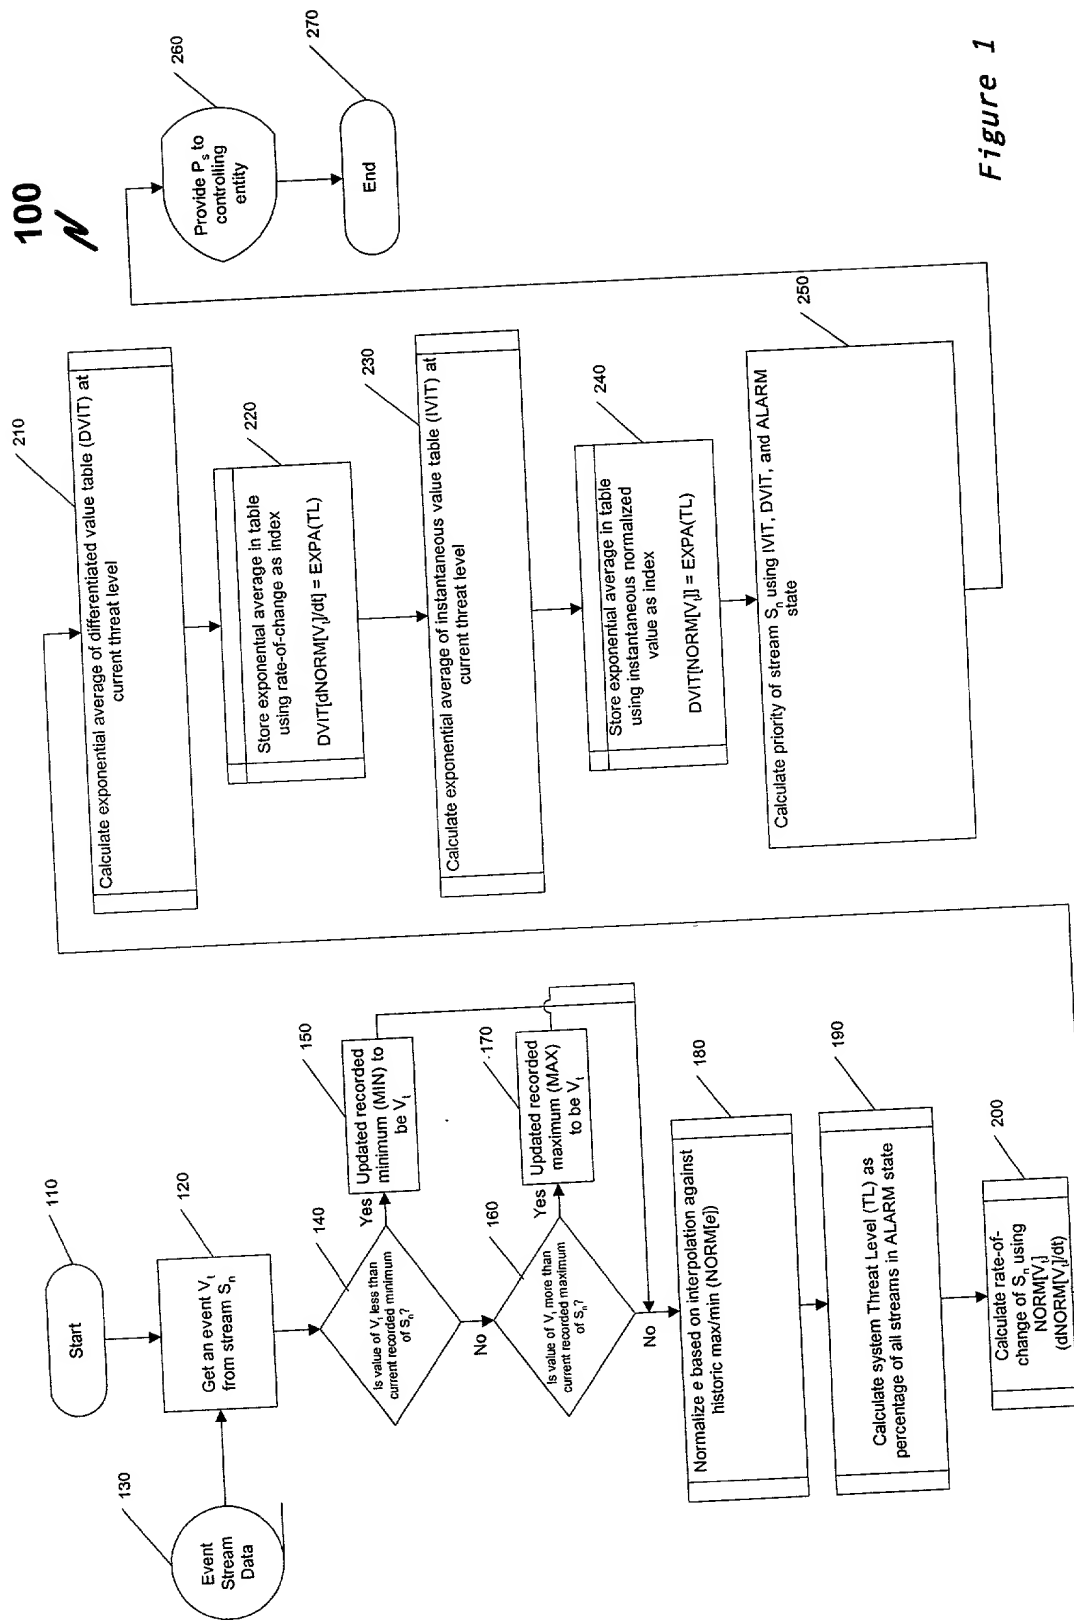 100
110
Start
120
Get an event V_t
from stream S_n
130
Event
Stream
Data
140
Is value of V_t less than
current recorded minimum
of S_n?
Yes
No
150
Updated recorded
minimum (MIN) to
be V_t
160
Is value of V_t more than
current recorded maximum
of S_n?
Yes
No
170
Updated recorded
maximum (MAX)
to be V_t
180
Normalize e based on interpolation against
historic max/min (NORM[e])
190
Calculate system Threat Level (TL) as
percentage of all streams in ALARM state
200
Calculate rate-of-
change of S_n using
NORM[V_t]
(dNORM[V_t]/dt)
210
Calculate exponential average of differentiated value table (DVIT) at
current threat level
220
Store exponential average in table
using rate-of-change as index
DVIT[dNORM[V_t]/dt] = EXPA(TL)
230
Calculate exponential average of instantaneous value table (IVIT) at
current threat level
240
Store exponential average in table
using instantaneous normalized
value as index
DVIT[NORM[V_t]] = EXPA(TL)
250
Calculate priority of stream S_n using IVIT, DVIT, and ALARM
state
260
Provide P_s to
controlling
entity
270
End
Figure 1